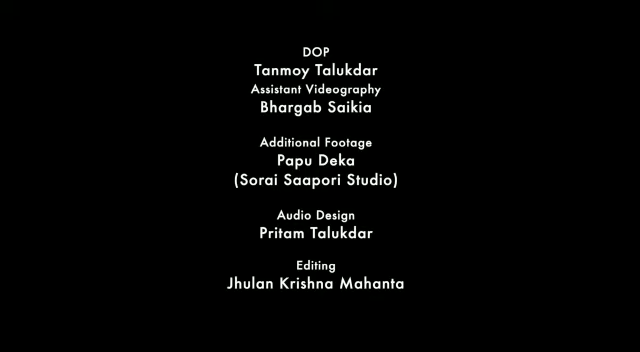 DOP
Tanmoy Talukdar
Assistant Videography
Bhargab Saikia
Additional Footage
Papu Deka
(Sorai Saapori Studio)
Audio Design
Pritam Talukdar
Editing
Jhulan Krishna Mahanta